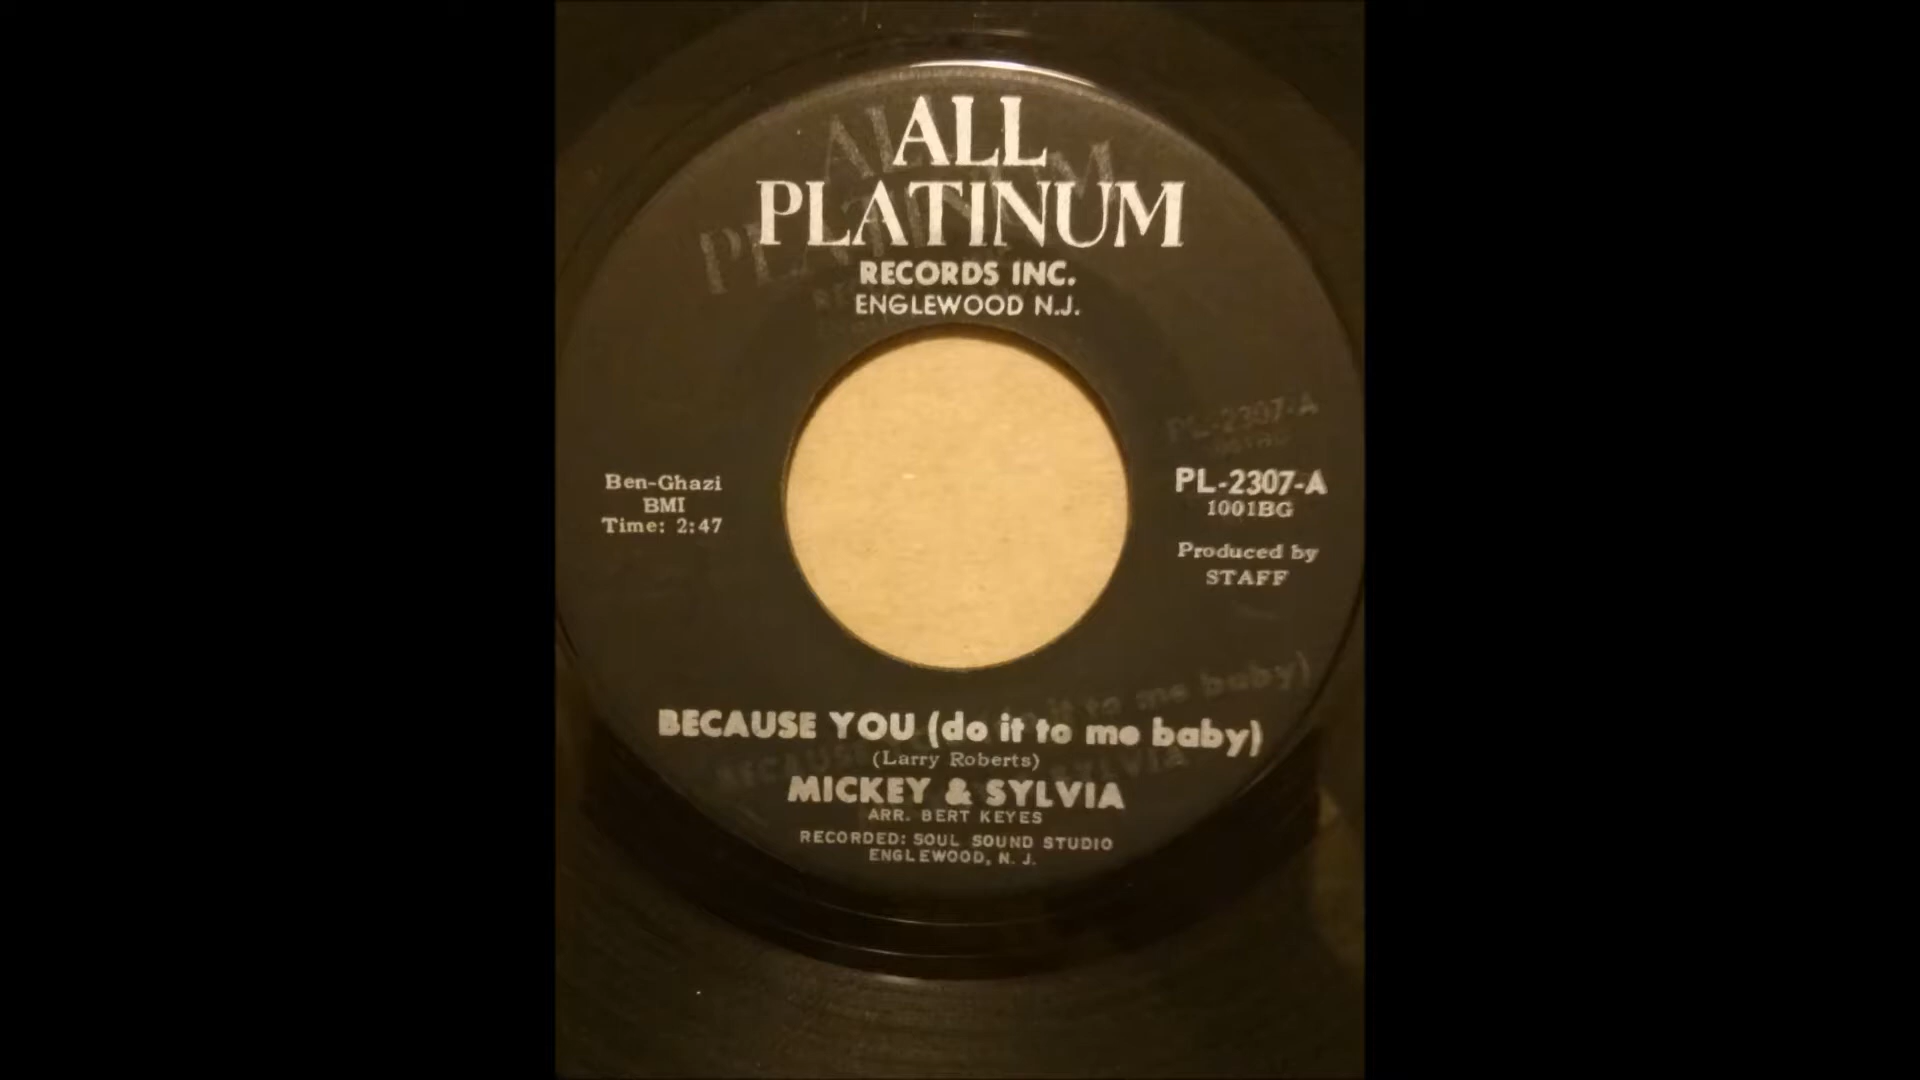 ALL
PLATINUM
RECORDS INC.
ENGLEWOOD N.J.
Ben-Ghazi
BMI
Time: 2:47
PL-2307-A
1001BG
Produced by
STAFF
BECAUSE YOU (do it to me baby)
(Larry Roberts)
MICKEY & SYLVIA
ARR. BERT KEYES
RECORDED: SOUL SOUND STUDIO
ENGLEWOOD, N. J.